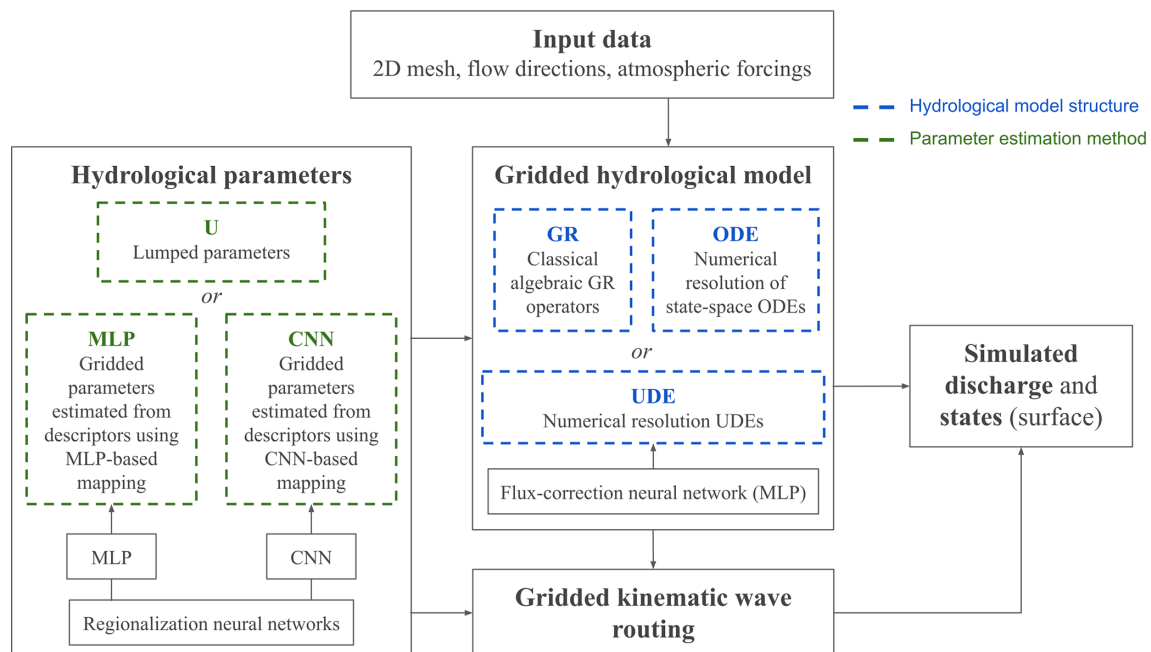 Input data
2D mesh, flow directions, atmospheric forcings
Hydrological model structure
Parameter estimation method
Hydrological parameters
U
Lumped parameters
or
MLP
Gridded
parameters
estimated from
descriptors using
MLP-based
mapping
CNN
Gridded
parameters
estimated from
descriptors using
CNN-based
mapping
MLP
CNN
Regionalization neural networks
Gridded hydrological model
GR
Classical
algebraic GR
operators
ODE
Numerical
resolution of
state-space ODEs
or
UDE
Numerical resolution UDEs
Flux-correction neural network (MLP)
Gridded kinematic wave
routing
Simulated
discharge and
states (surface)